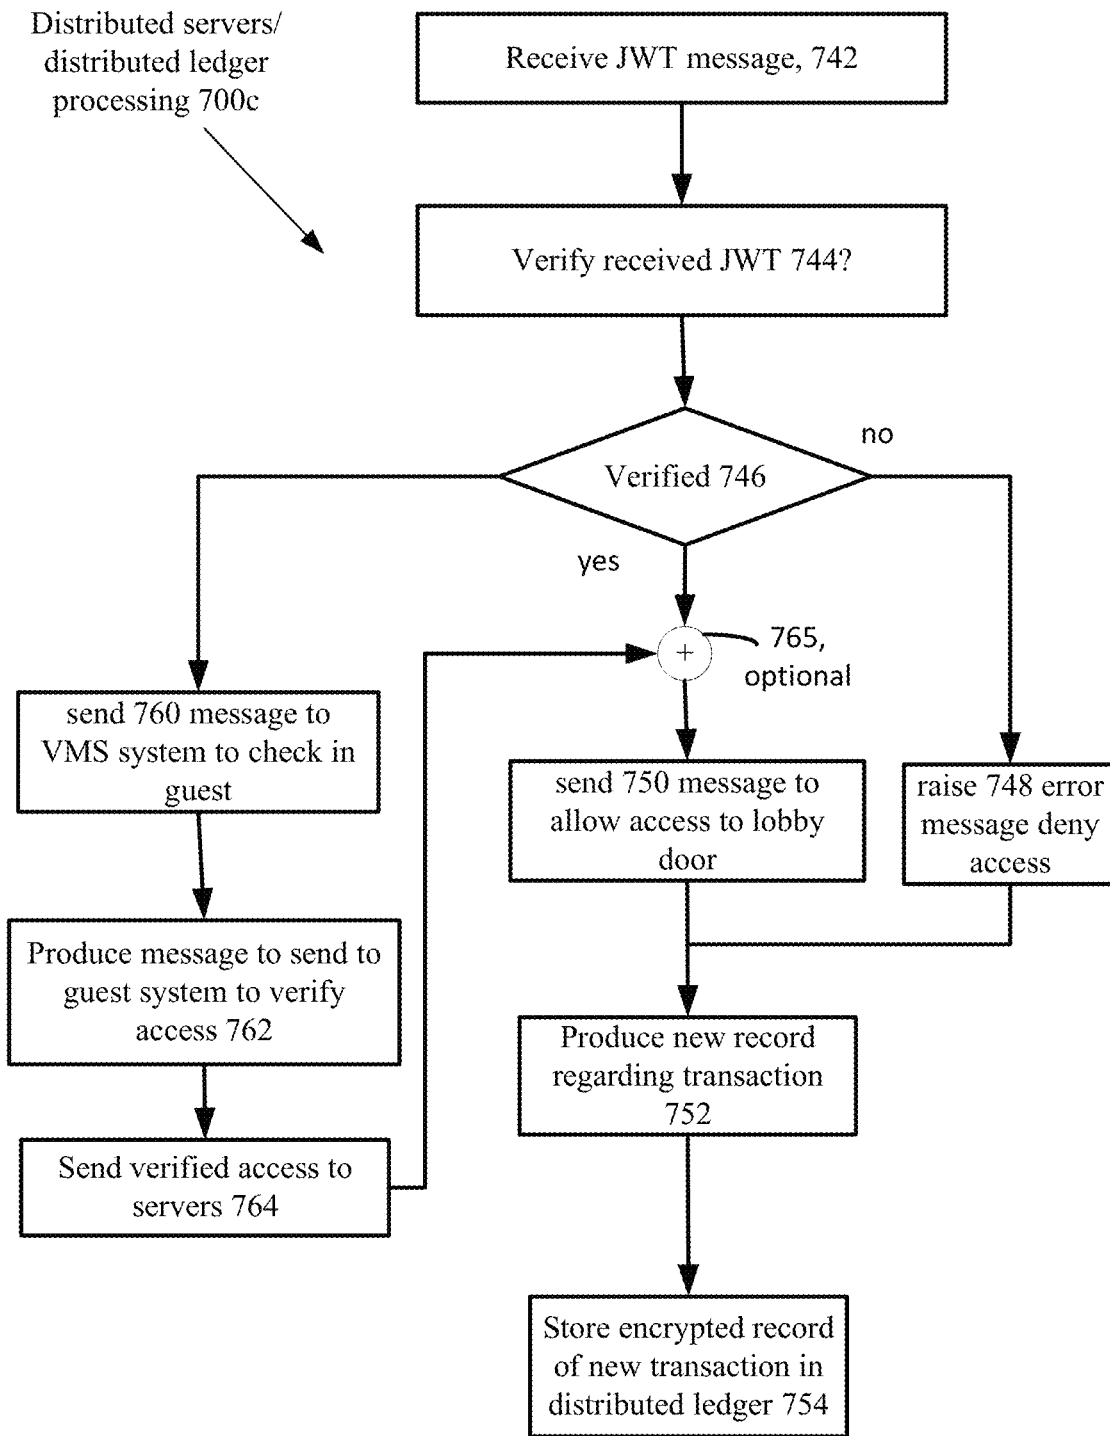 Distributed servers/
distributed ledger
processing 700c
Receive JWT message, 742
Verify received JWT 744?
Verified 746
no
yes
+
765,
optional
send 760 message to
VMS system to check in
guest
send 750 message to
allow access to lobby
door
raise 748 error
message deny
access
Produce message to send to
guest system to verify
access 762
Produce new record
regarding transaction
752
Send verified access to
servers 764
Store encrypted record
of new transaction in
distributed ledger 754